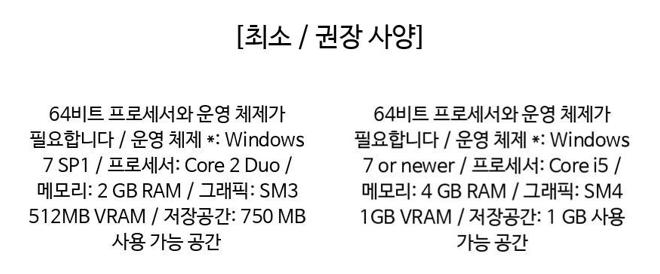 [최소 / 권장 사양]
64비트 프로세서와 운영 체제가
필요합니다 / 운영 체제 *: Windows
7 SP1 / 프로세서: Core 2 Duo /
메모리: 2 GB RAM / 그래픽: SM3
512MB VRAM / 저장공간: 750 MB
사용 가능 공간
64비트 프로세서와 운영 체제가
필요합니다 / 운영 체제 *: Windows
7 or newer / 프로세서: Core i5 /
메모리: 4 GB RAM / 그래픽: SM4
1GB VRAM / 저장공간: 1 GB 사용
가능 공간